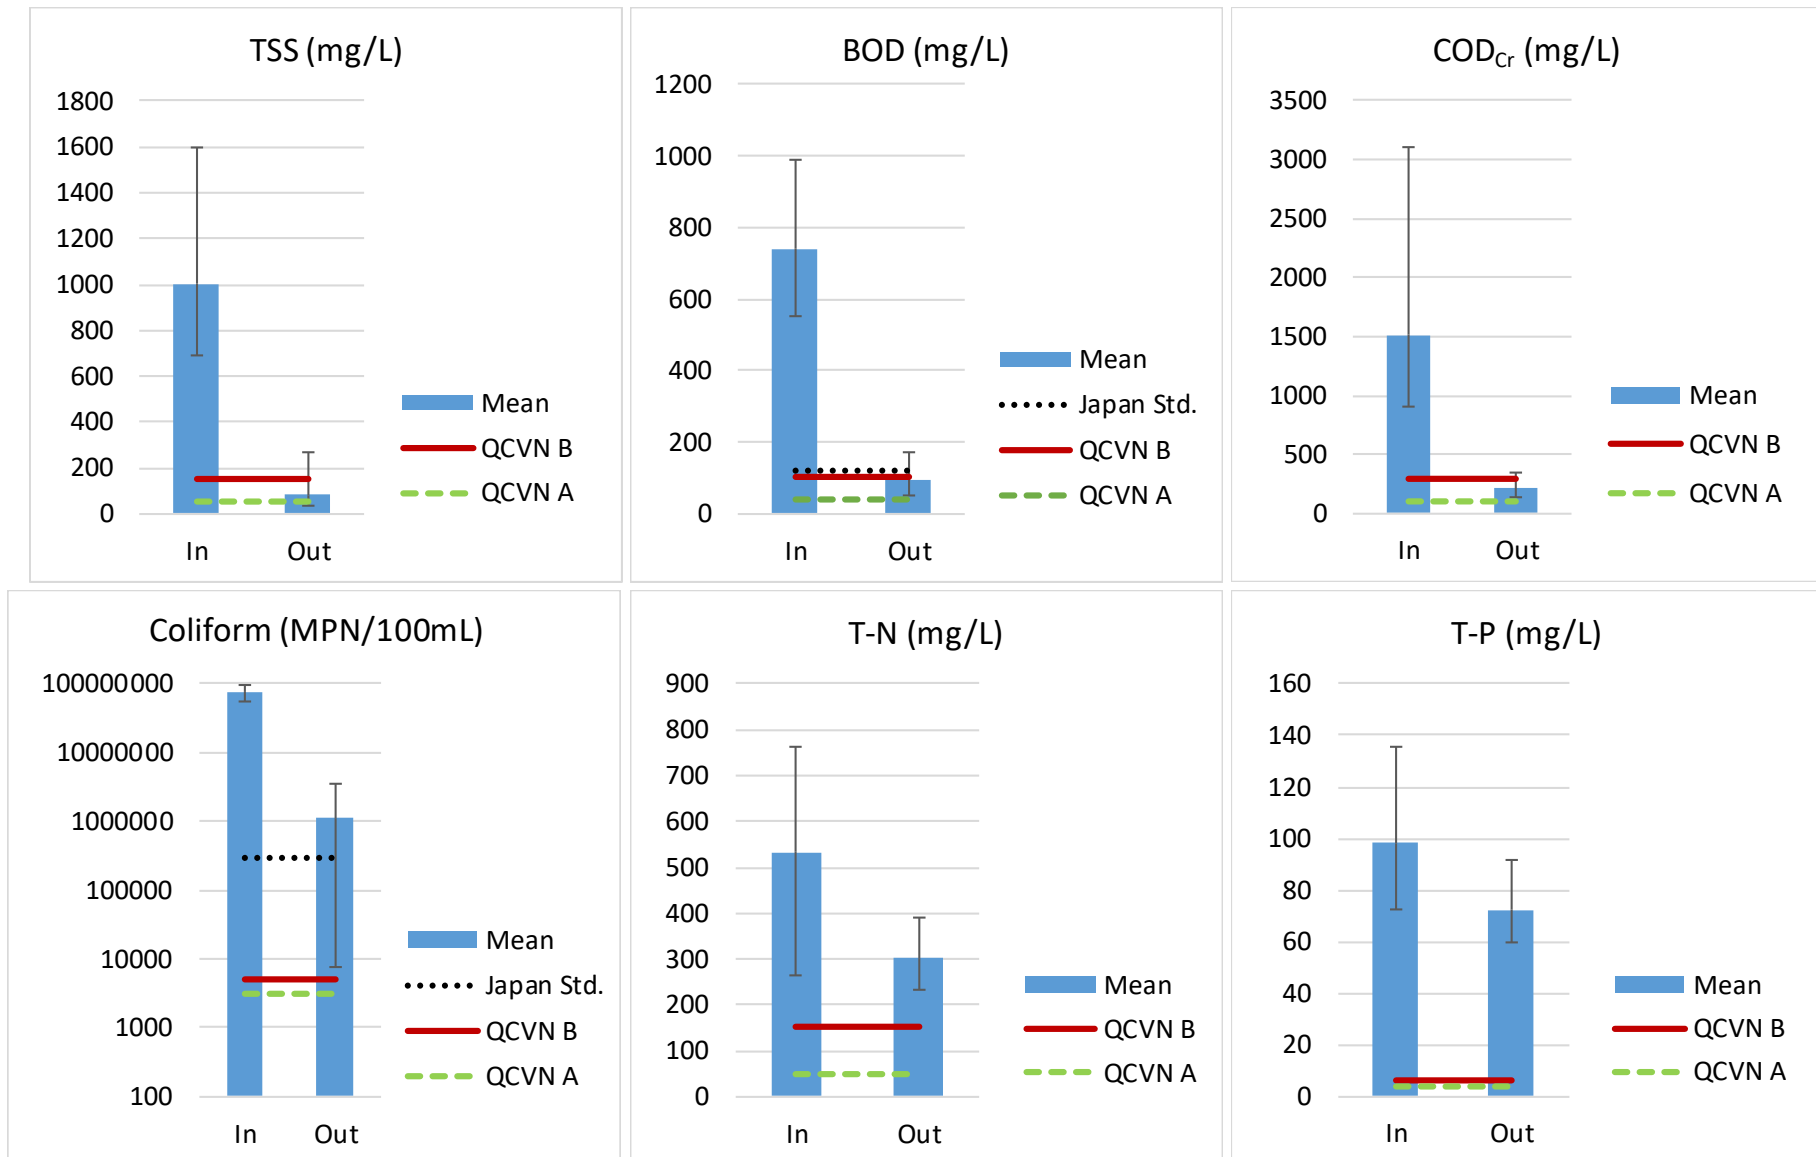 TSS (mg/L)
1800
1600
1400
1200
1000
800
600
400
200
0
In Out
Mean
QCVN B
QCVN A
BOD (mg/L)
1200
1000
800
600
400
200
0
In Out
Mean
Japan Std.
QCVN B
QCVN A
COD_Cr (mg/L)
3500
3000
2500
2000
1500
1000
500
0
In Out
Mean
QCVN B
QCVN A
Coliform (MPN/100mL)
100000000
10000000
1000000
100000
10000
1000
100
In Out
Mean
Japan Std.
QCVN B
QCVN A
T-N (mg/L)
900
800
700
600
500
400
300
200
100
0
In Out
Mean
QCVN B
QCVN A
T-P (mg/L)
160
140
120
100
80
60
40
20
0
In Out
Mean
QCVN B
QCVN A